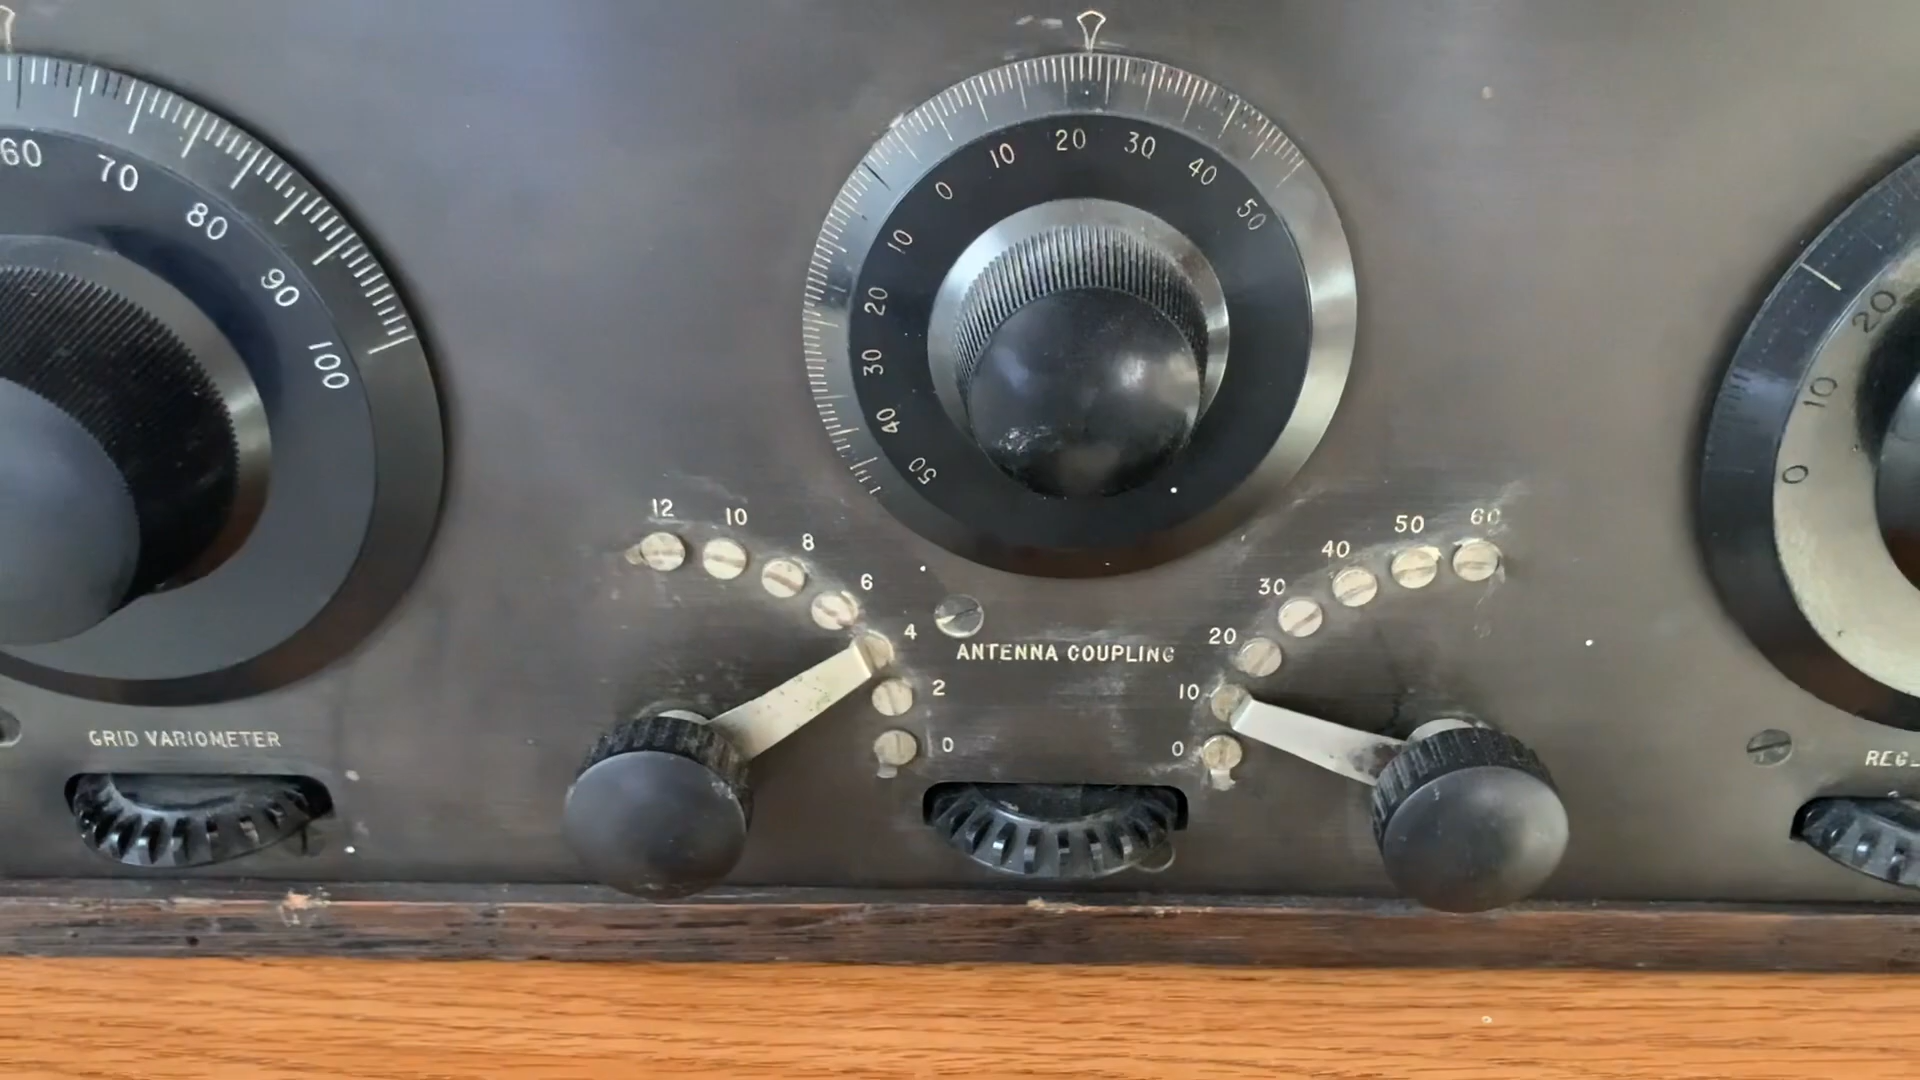 60 70 80 90 100
50 40 30 20 10 0 10 20 30 40 50
0 10 20
12 10 8 6 4 2 0
0 10 20 30 40 50 60
ANTENNA COUPLING
GRID VARIOMETER